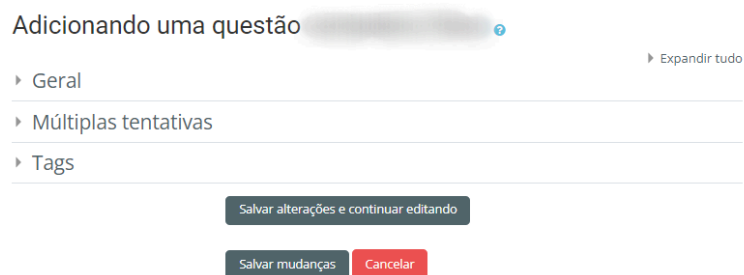 Adicionando uma questão
Expandir tudo
Geral
Múltiplas tentativas
Tags
Salvar alterações e continuar editando
Salvar mudanças Cancelar